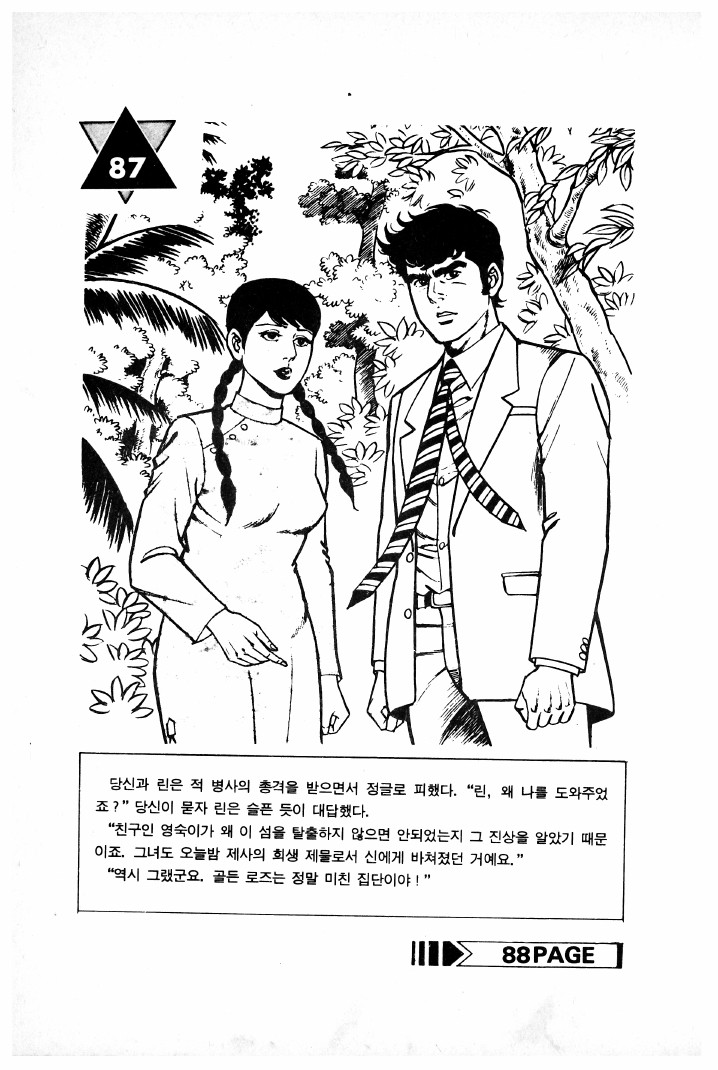 87
당신과 린은 적 병사의 총격을 받으면서 정글로 피했다. “린, 왜 나를 도와주었
죠?” 당신이 묻자 린은 슬픈 듯이 대답했다.
“친구인 영숙이가 왜 이 섬을 탈출하지 않으면 안되었는지 그 진상을 알았기 때문
이죠. 그녀도 오늘밤 제사의 희생 제물로서 신에게 바쳐졌던 거예요.”
“역시 그랬군요. 골든 로즈는 정말 미친 집단이야!”
88PAGE